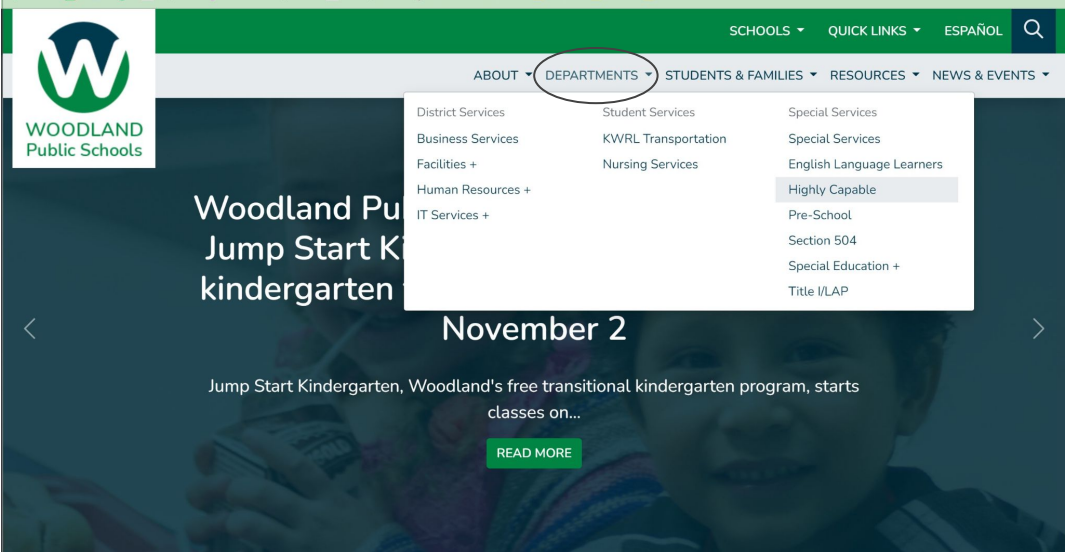 SCHOOLS QUICK LINKS ESPAÑOL
ABOUT DEPARTMENTS STUDENTS & FAMILIES RESOURCES NEWS & EVENTS
WOODLAND
Public Schools
District Services
Business Services
Facilities +
Human Resources +
IT Services +
Student Services
KWRL Transportation
Nursing Services
Special Services
Special Services
English Language Learners
Highly Capable
Pre-School
Section 504
Special Education +
Title I/LAP
Woodland Pu
Jump Start Ki
kindergarten
November 2
Jump Start Kindergarten, Woodland's free transitional kindergarten program, starts
classes on...
READ MORE